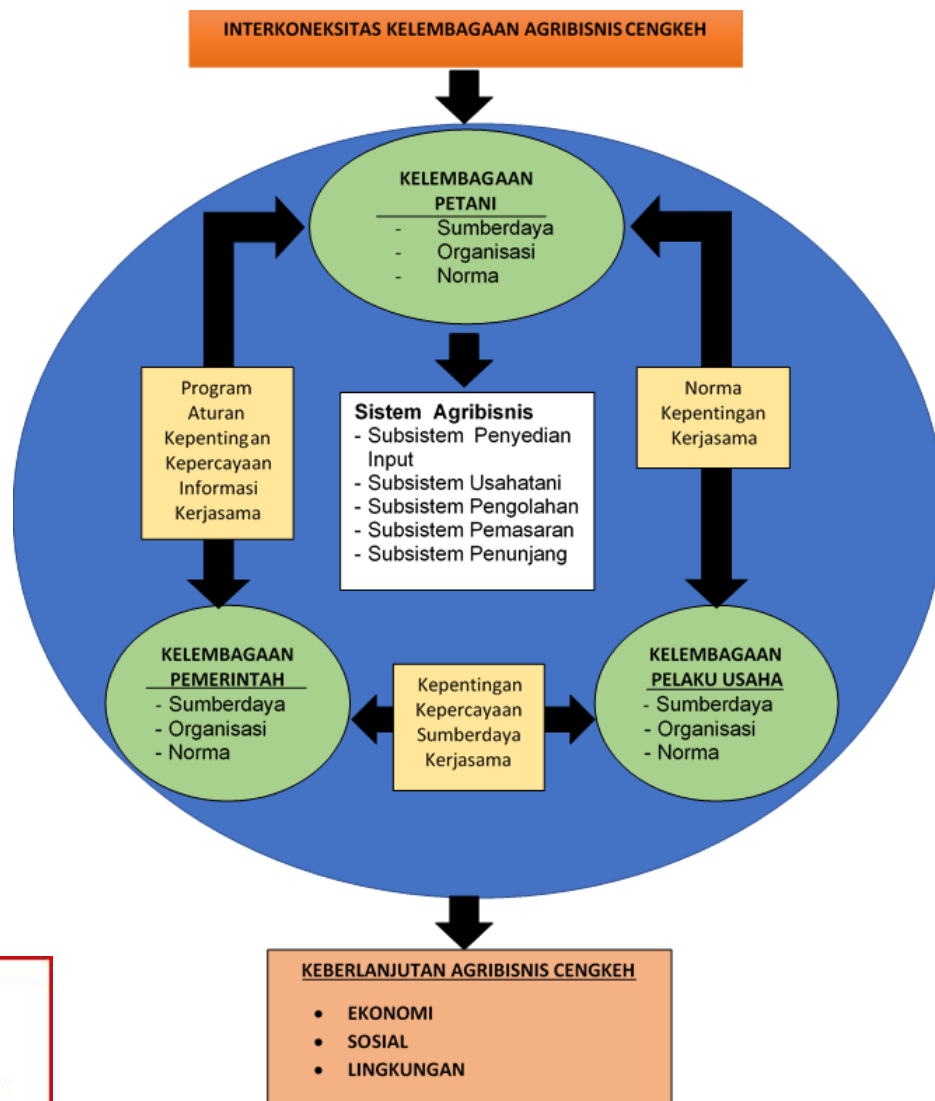 INTERKONEKSITAS KELEMBAGAAN AGRIBISNIS CENGKEH
KELEMBAGAAN
PETANI
- Sumberdaya
- Organisasi
- Norma
Program
Aturan
Kepentingan
Kepercayaan
Informasi
Kerjasama
Sistem Agribisnis
- Subsistem Penyedian
Input
- Subsistem Usahatani
- Subsistem Pengolahan
- Subsistem Pemasaran
- Subsistem Penunjang
Norma
Kepentingan
Kerjasama
KELEMBAGAAN
PEMERINTAH
- Sumberdaya
- Organisasi
- Norma
Kepentingan
Kepercayaan
Sumberdaya
Kerjasama
KELEMBAGAAN
PELAKU USAHA
- Sumberdaya
- Organisasi
- Norma
KEBERLANJUTAN AGRIBISNIS CENGKEH
• EKONOMI
• SOSIAL
• LINGKUNGAN